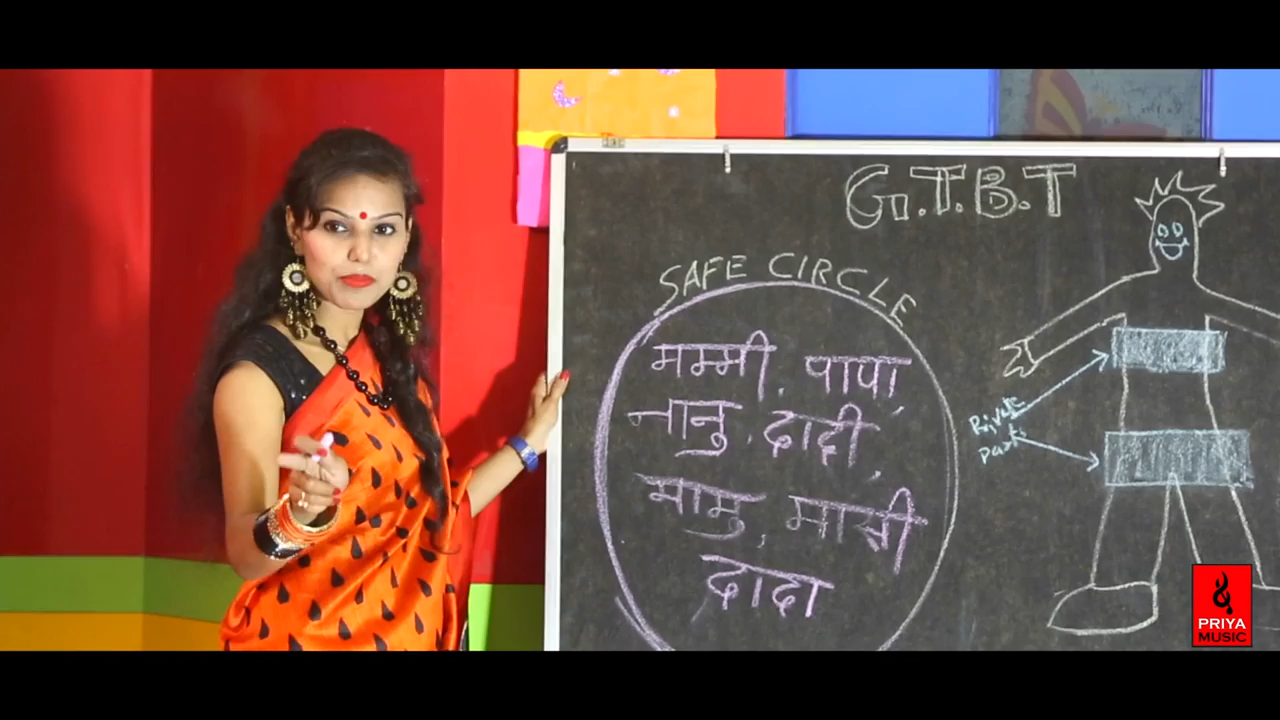 G.T.B.T
SAFE CIRCLE
मम्मी, पापा,
नानु, दादी,
मामु, मासी
दादा
Private
parts
PRIYA
MUSIC